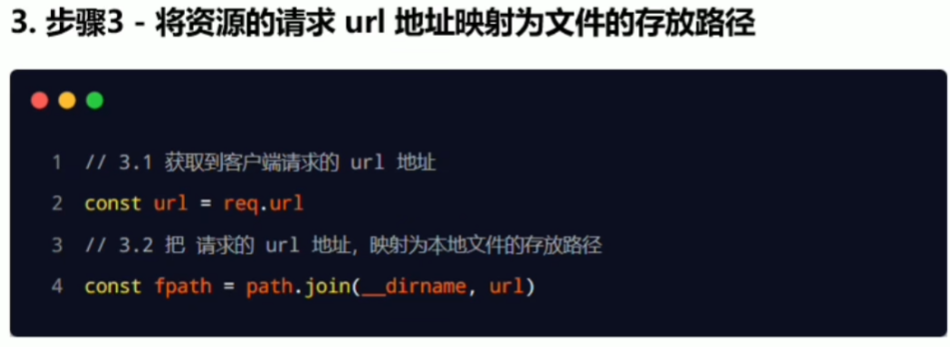 3. 步骤3 - 将资源的请求 url 地址映射为文件的存放路径
1 // 3.1 获取到客户端请求的 url 地址
2 const url = req.url
3 // 3.2 把 请求的 url 地址，映射为本地文件的存放路径
4 const fpath = path.join(__dirname, url)